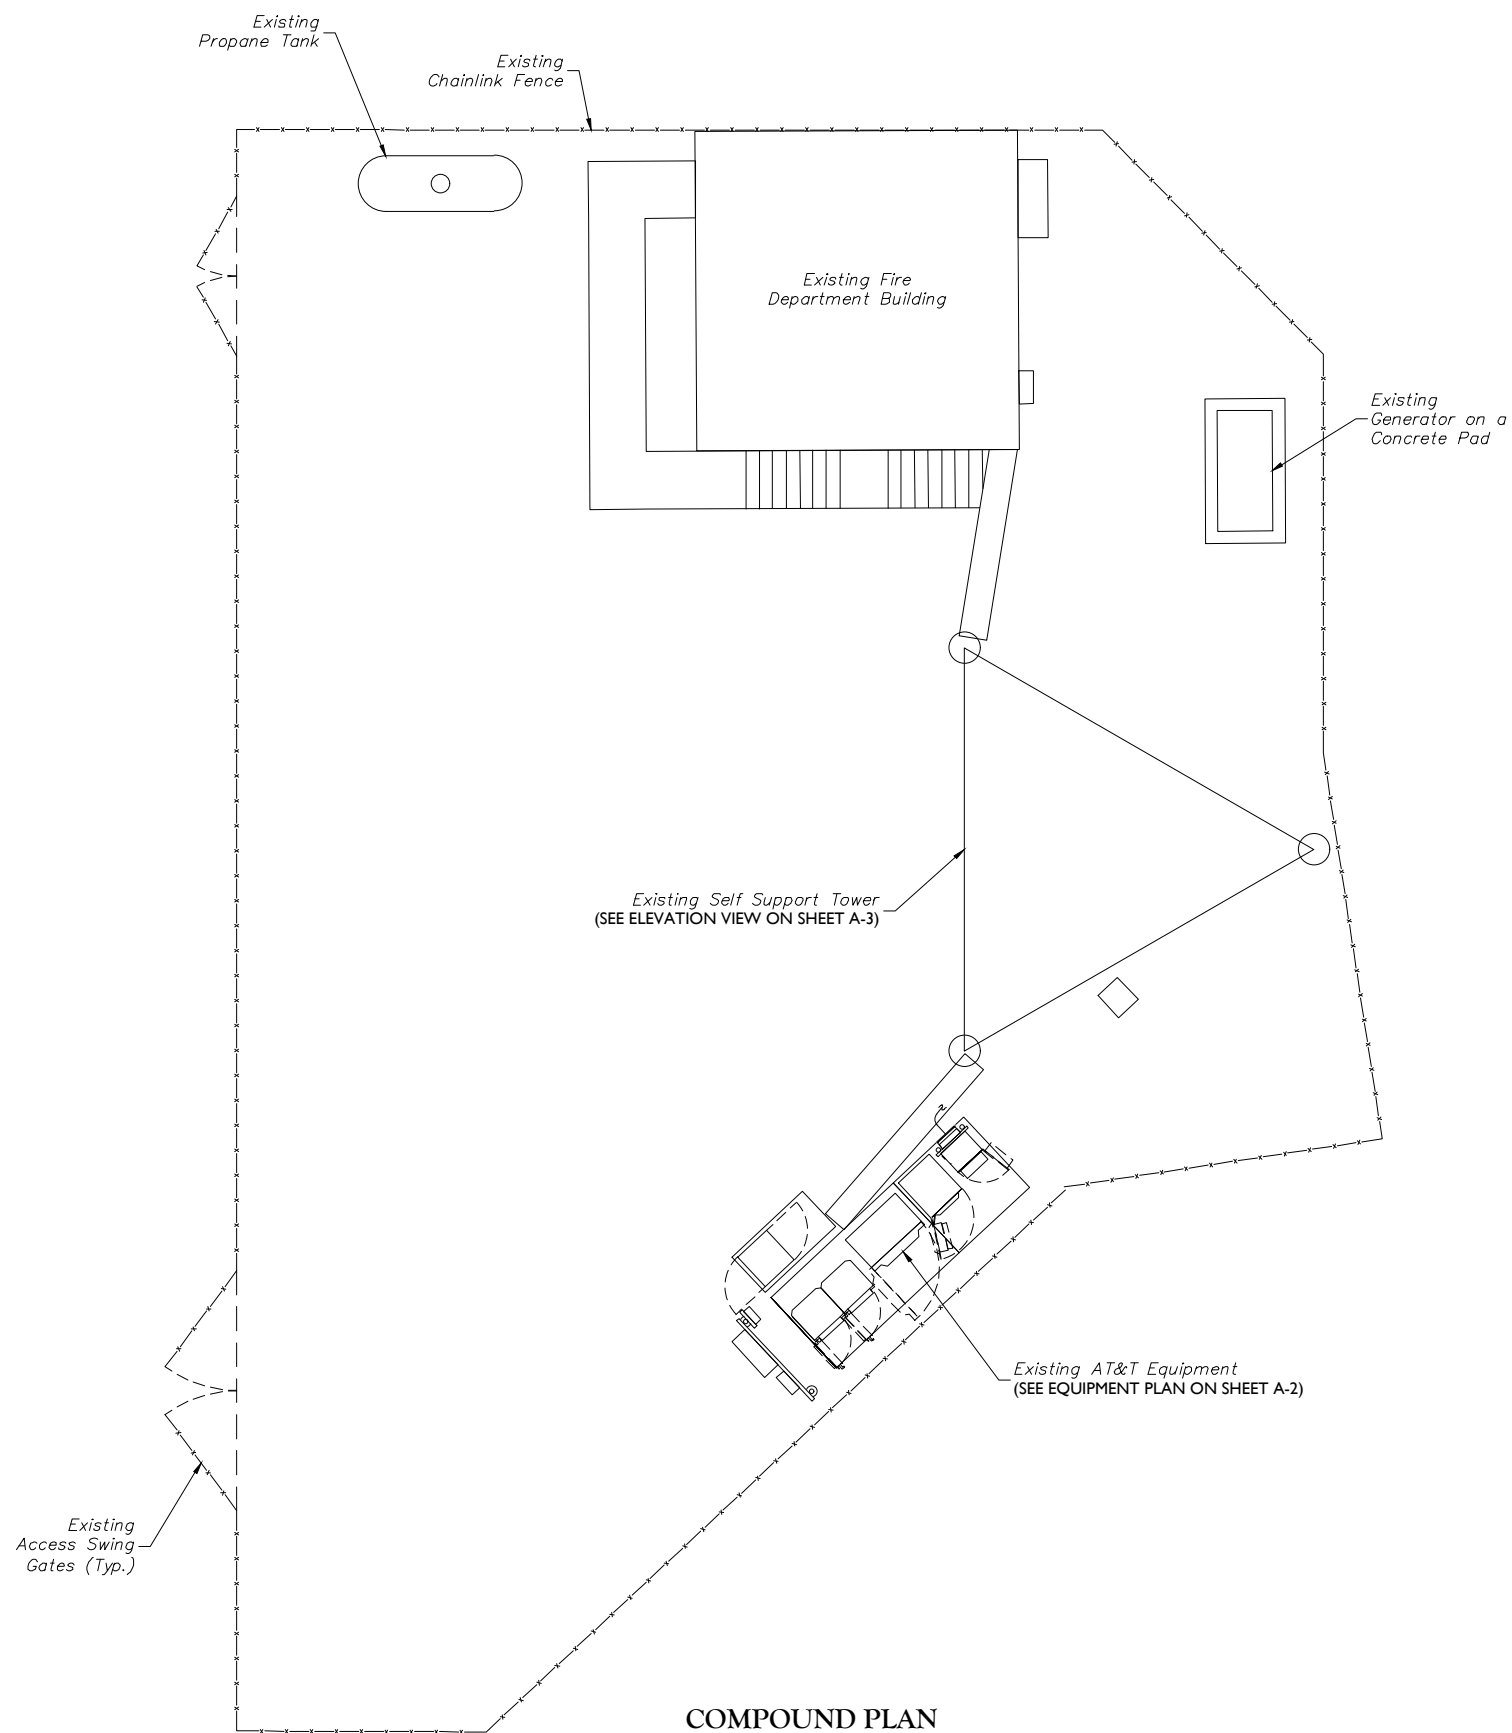 Existing
Propane Tank
Existing
Chainlink Fence
Existing Fire
Department Building
Existing
Generator on a
Concrete Pad
Existing Self Support Tower
(SEE ELEVATION VIEW ON SHEET A-3)
Existing AT&T Equipment
(SEE EQUIPMENT PLAN ON SHEET A-2)
Existing
Access Swing
Gates (Typ.)
COMPOUND PLAN